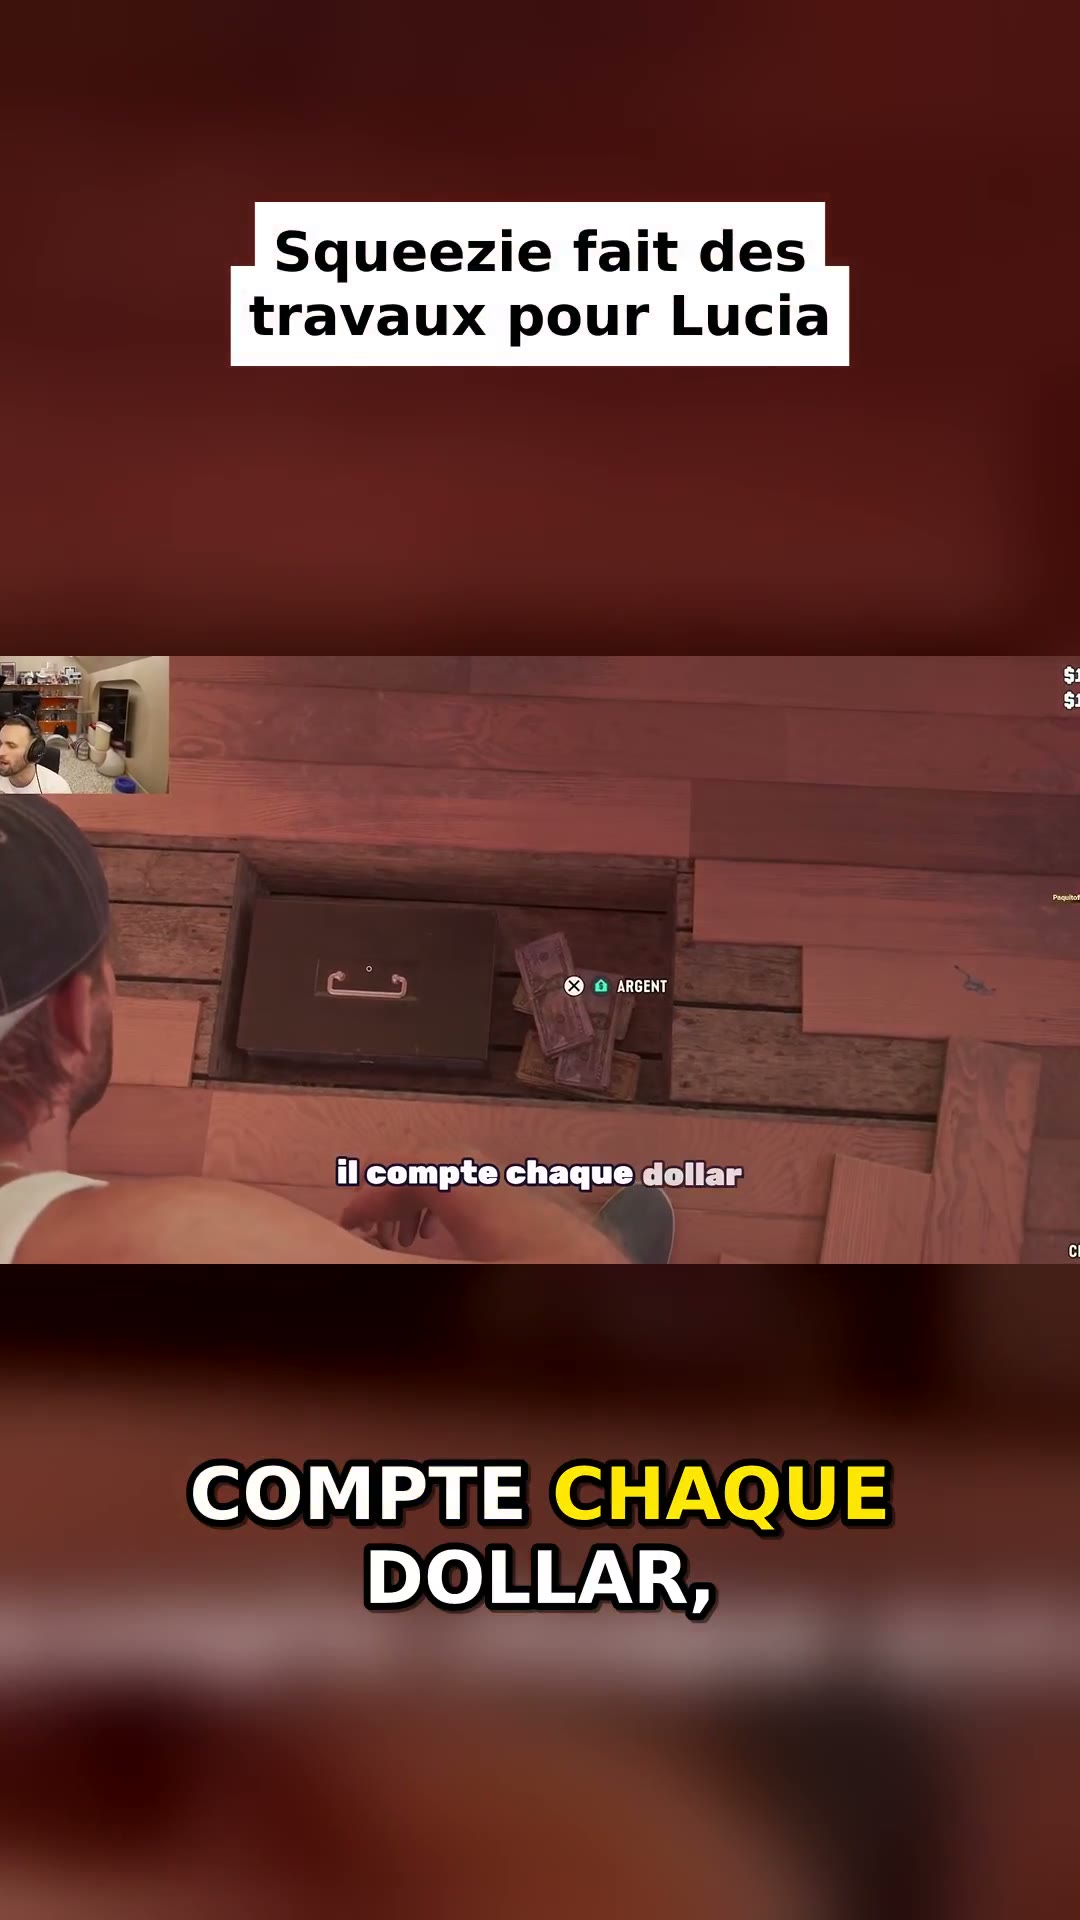 Squeezie fait des
travaux pour Lucia
ARGENT
il compte chaque dollar
COMPTE CHAQUE
DOLLAR,